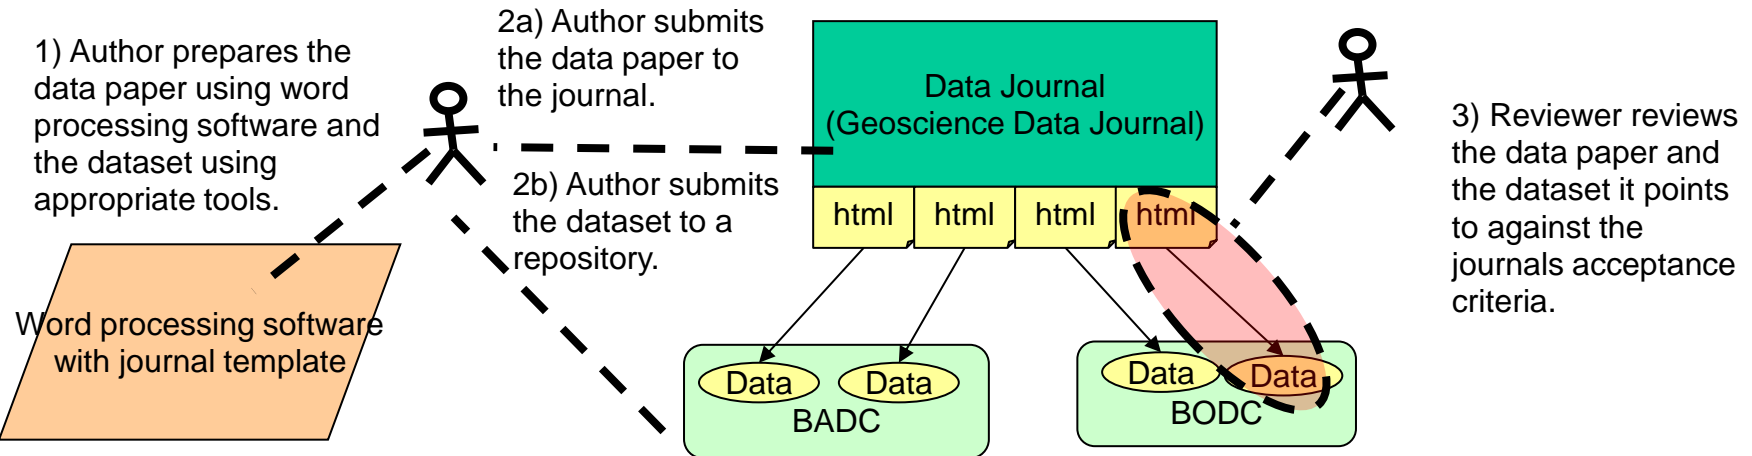 1) Author prepares the
data paper using word
processing software and
the dataset using
appropriate tools.
Word processing software
with journal template
2a) Author submits
the data paper to
the journal.
2b) Author submits
the dataset to a
repository.
Data Journal
(Geoscience Data Journal)
html html html html
Data Data
BADC
Data Data
BODC
3) Reviewer reviews
the data paper and
the dataset it points
to against the
journals acceptance
criteria.